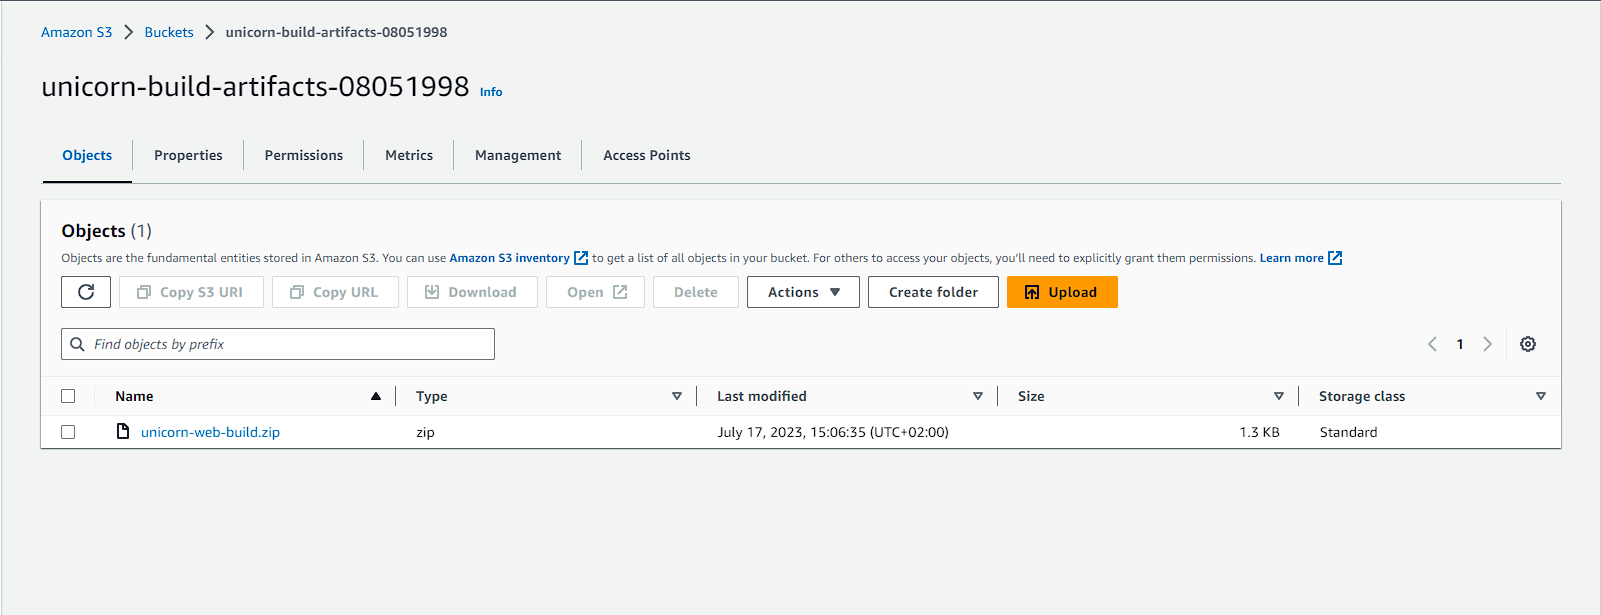 Amazon S3 > Buckets > unicorn-build-artifacts-08051998
unicorn-build-artifacts-08051998 Info
Objects Properties Permissions Metrics Management Access Points
Objects (1)
Objects are the fundamental entities stored in Amazon S3. You can use Amazon S3 inventory to get a list of all objects in your bucket. For others to access your objects, you'll need to explicitly grant them permissions. Learn more
Copy S3 URI Copy URL Download Open Delete Actions Create folder Upload
Find objects by prefix 1
Name Type Last modified Size Storage class
unicorn-web-build.zip zip July 17, 2023, 15:06:35 (UTC+02:00) 1.3 KB Standard